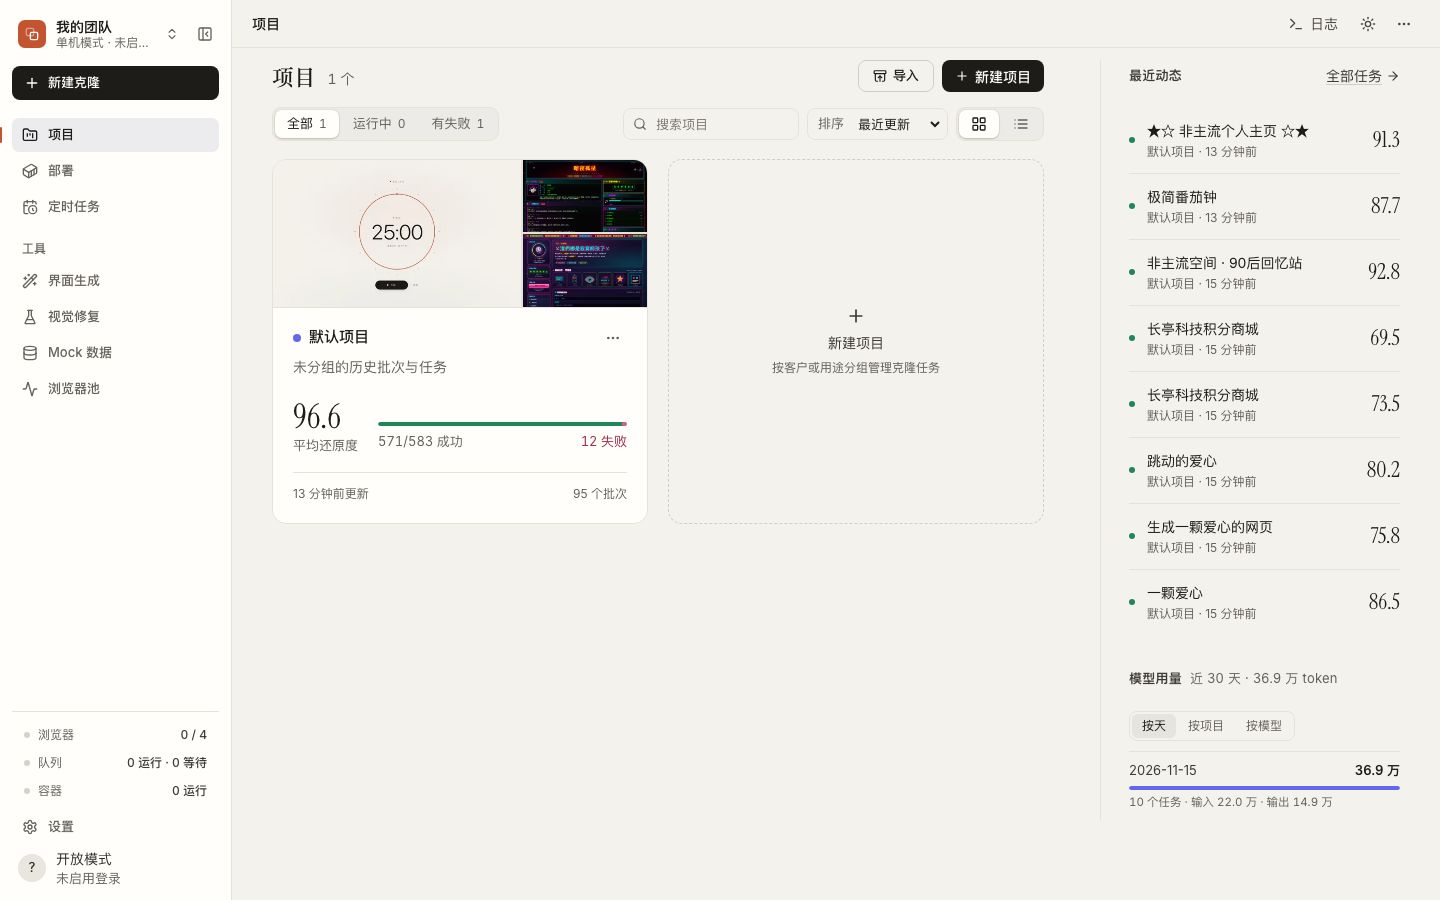 我的团队
单机模式 · 未启...
新建克隆
项目
部署
定时任务
工具
界面生成
视觉修复
Mock 数据
浏览器池
浏览器 0 / 4
队列 0 运行 · 0 等待
容器 0 运行
设置
?
开放模式
未启用登录
项目
日志
项目 1 个
导入
新建项目
全部 1 运行中 0 有失败 1
搜索项目
排序 最近更新
25:00
默认项目
未分组的历史批次与任务
96.6
平均还原度
571/583 成功 12 失败
13 分钟前更新 95 个批次
新建项目
按客户或用途分组管理克隆任务
最近动态 全部任务
★☆ 非主流个人主页 ☆★
默认项目 · 13 分钟前
91.3
极简番茄钟
默认项目 · 13 分钟前
87.7
非主流空间 · 90后回忆站
默认项目 · 15 分钟前
92.8
长亭科技积分商城
默认项目 · 15 分钟前
69.5
长亭科技积分商城
默认项目 · 15 分钟前
73.5
跳动的爱心
默认项目 · 15 分钟前
80.2
生成一颗爱心的网页
默认项目 · 15 分钟前
75.8
一颗爱心
默认项目 · 15 分钟前
86.5
模型用量 近 30 天 · 36.9 万 token
按天 按项目 按模型
2026-11-15 36.9 万
10 个任务 · 输入 22.0 万 · 输出 14.9 万